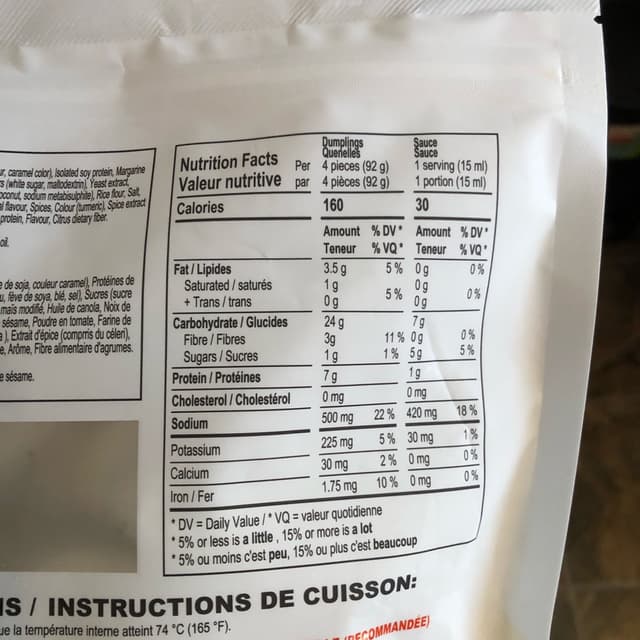 caramel color), Isolated soy protein, Margarine
(white sugar, maltodextrin), Yeast extract,
sodium metabisulphite), Rice flour, Salt,
flavour, Spices, Colour (turmeric), Spice extract
protein, Flavour, Citrus dietary fiber.
oil.
de soja, couleur caramel), Protéines de
fève de soya, blé, sel), Sucres (sucre
maïs modifié, Huile de canola, Noix de
sésame, Poudre en tomate, Farine de
Extrait d'épice (compris du céleri),
Arôme, Fibre alimentaire d'agrumes.
sésame.
Dumplings Sauce
Quenelles Sauce
Nutrition Facts Per 4 pieces (92 g) 1 serving (15 ml)
Valeur nutritive par 4 pièces (92 g) 1 portion (15 ml)
Calories 160 30
Amount % DV* Amount % DV*
Teneur % VQ* Teneur % VQ*
Fat / Lipides 3.5 g 5 % 0 g 0 %
Saturated / saturés 1 g 0 g
+ Trans / trans 0 g 5 % 0 g 0 %
Carbohydrate / Glucides 24 g 7 g
Fibre / Fibres 3g 11 % 0g 0 %
Sugars / Sucres 1 g 1 % 5g 5 %
Protein / Protéines 7 g 1 g
Cholesterol / Cholestérol 0 mg 0 mg
Sodium 500 mg 22 % 420 mg 18 %
Potassium 225 mg 5 % 30 mg 1 %
Calcium 30 mg 2 % 0 mg 0 %
Iron / Fer 1.75 mg 10 % 0 mg 0 %
* DV = Daily Value / * VQ = valeur quotidienne
* 5% or less is a little , 15% or more is a lot
* 5% ou moins c'est peu, 15% ou plus c'est beaucoup
/ INSTRUCTIONS DE CUISSON:
la température interne atteint 74 °C (165 °F).
(RECOMMANDÉE)